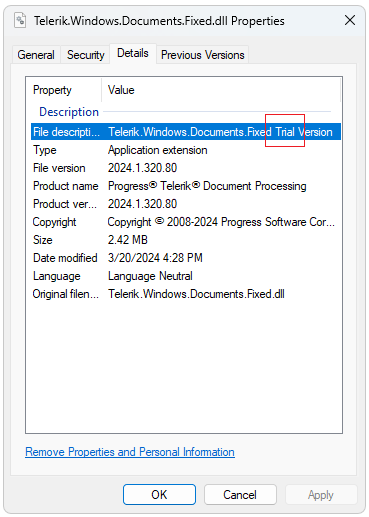 Telerik.Windows.Documents.Fixed.dll Properties
General Security Details Previous Versions
Property Value
Description
File descripti... Telerik.Windows.Documents.Fixed Trial Version
Type Application extension
File version 2024.1.320.80
Product name Progress® Telerik® Document Processing
Product ver... 2024.1.320.80
Copyright Copyright © 2008-2024 Progress Software Cor...
Size 2.42 MB
Date modified 3/20/2024 4:28 PM
Language Language Neutral
Original filen... Telerik.Windows.Documents.Fixed.dll
Remove Properties and Personal Information
OK Cancel Apply